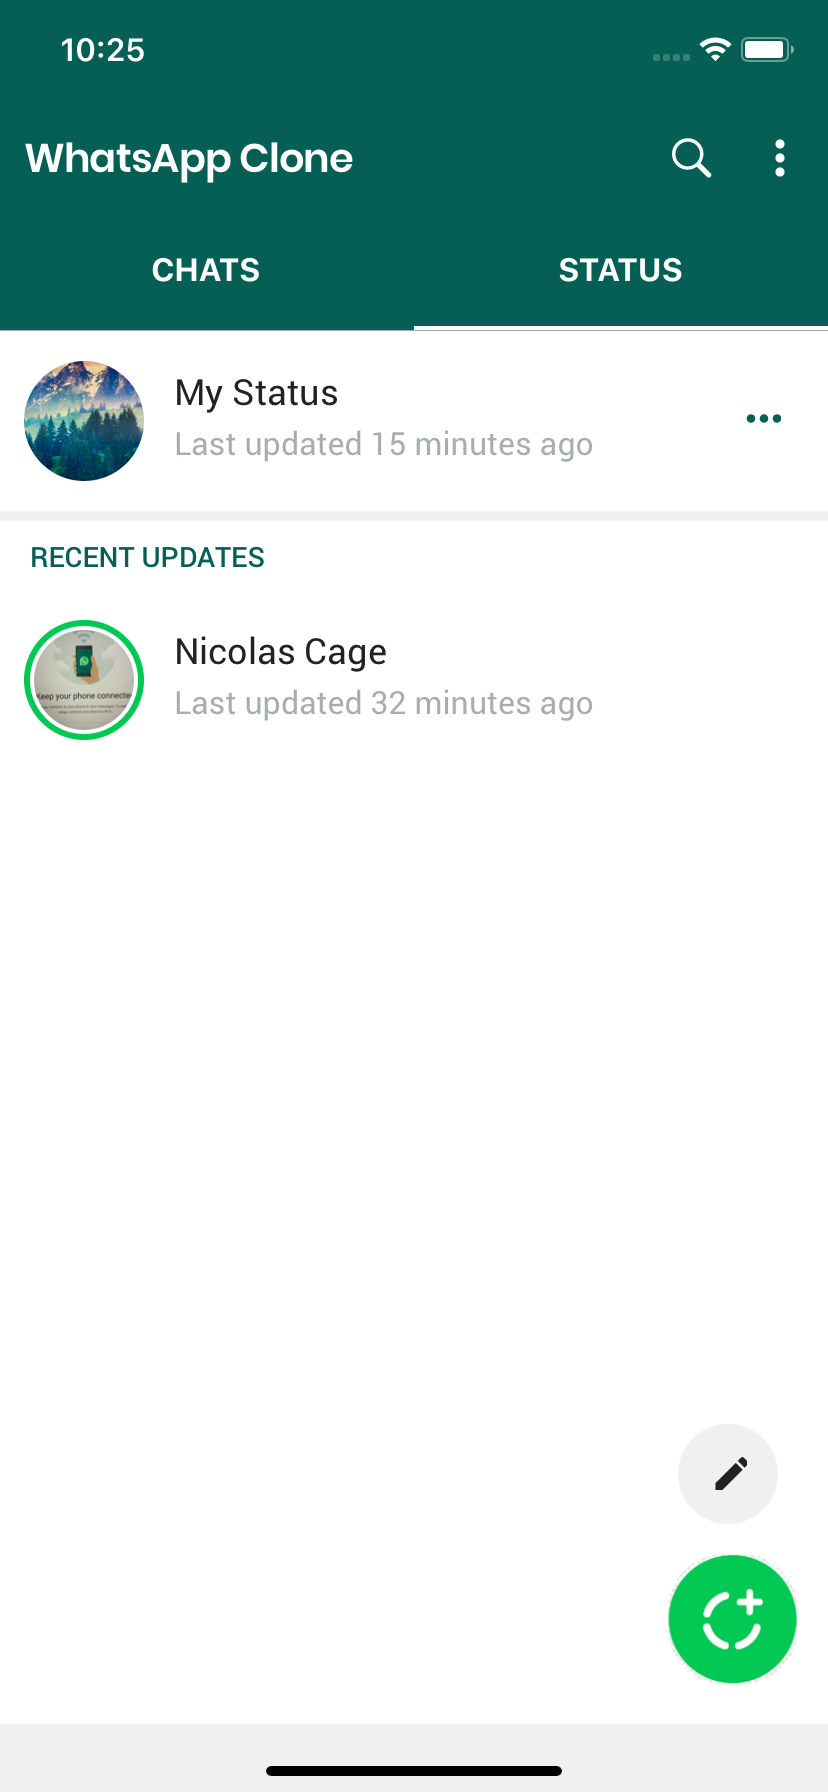 10:25
WhatsApp Clone
CHATS
STATUS
My Status
Last updated 15 minutes ago
RECENT UPDATES
Nicolas Cage
Last updated 32 minutes ago
Keep your phone connecte